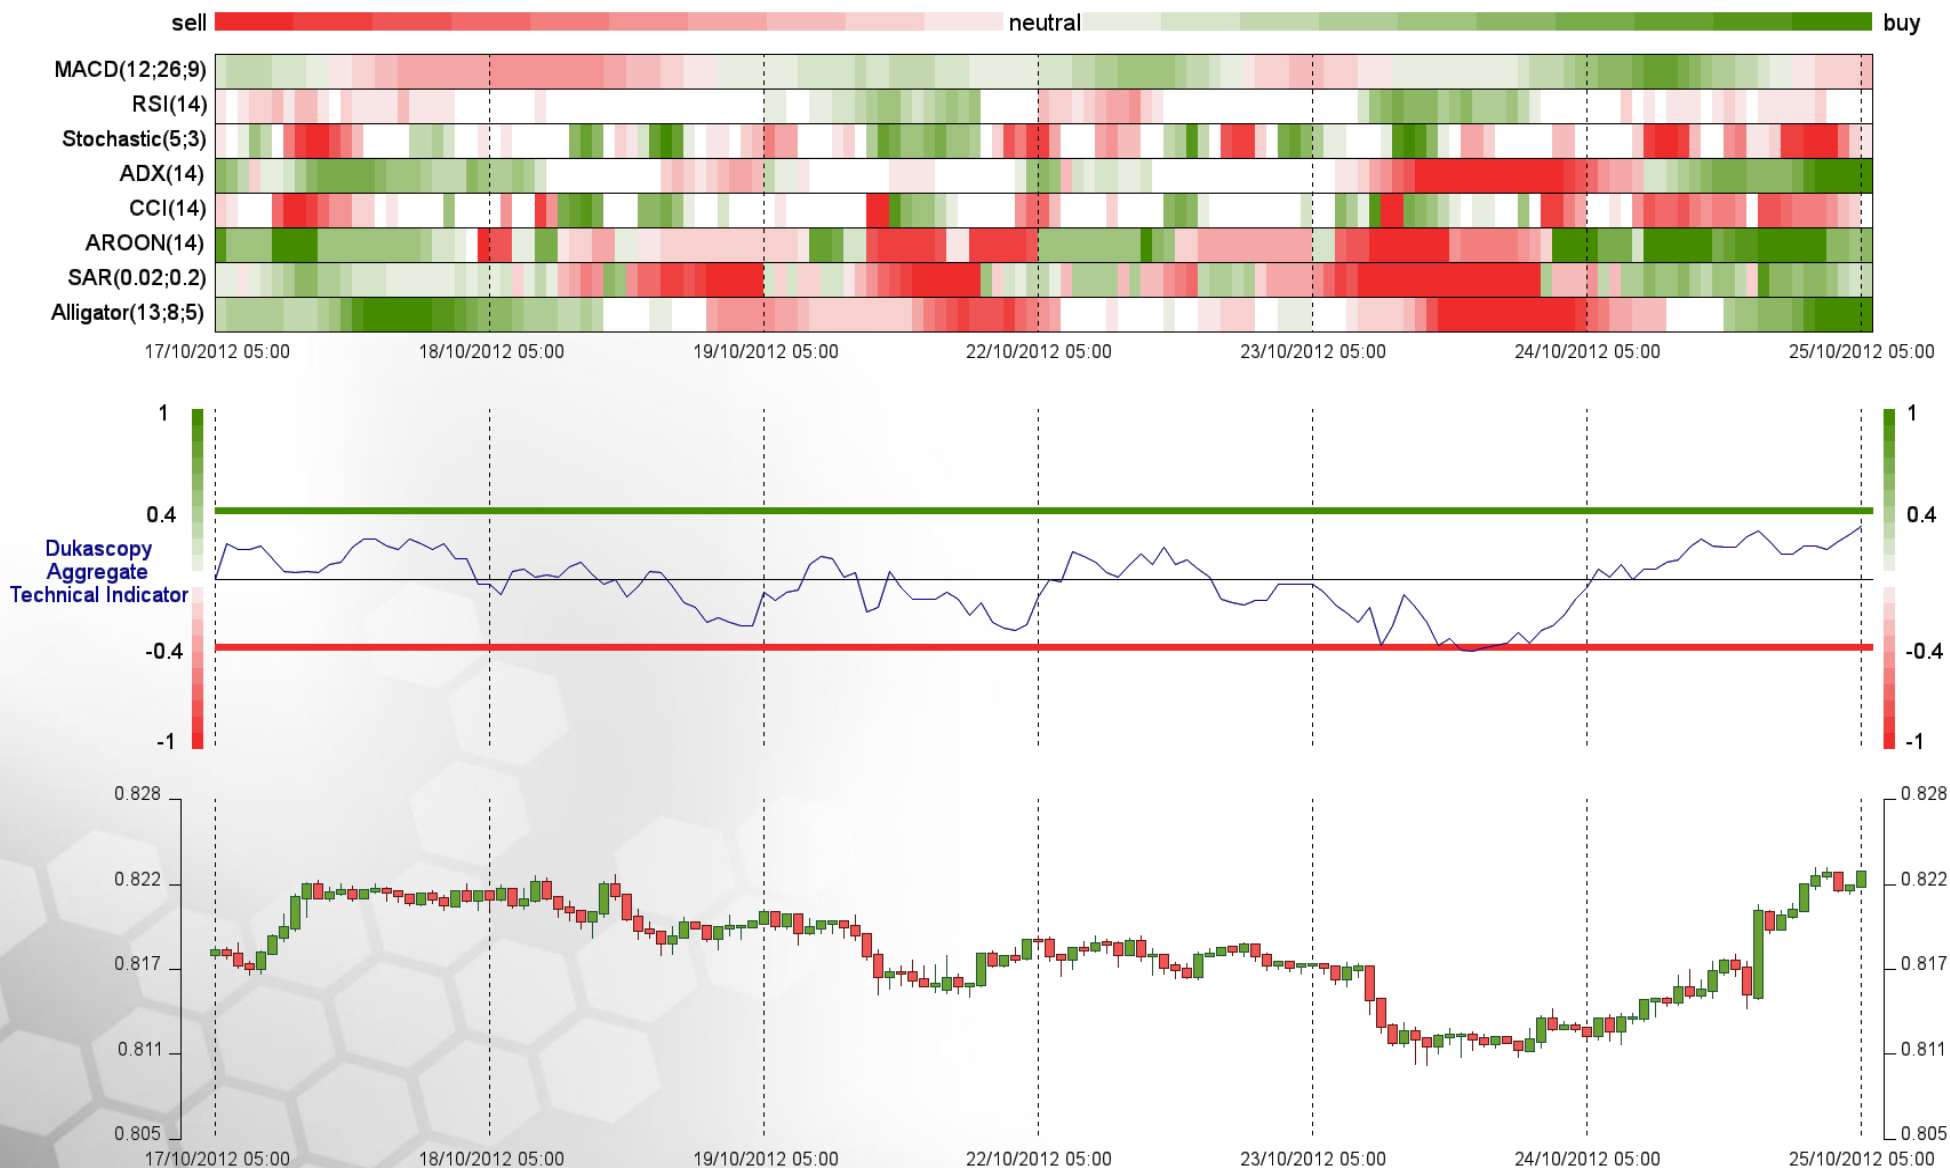 sell neutral buy
MACD(12;26;9)
RSI(14)
Stochastic(5;3)
ADX(14)
CCI(14)
AROON(14)
SAR(0.02;0.2)
Alligator(13;8;5)
17/10/2012 05:00 18/10/2012 05:00 19/10/2012 05:00 22/10/2012 05:00 23/10/2012 05:00 24/10/2012 05:00 25/10/2012 05:00
1 1
0.4 0.4
Dukascopy
Aggregate
Technical Indicator
-0.4 -0.4
-1 -1
0.828 0.828
0.822 0.822
0.817 0.817
0.811 0.811
0.805 0.805
17/10/2012 05:00 18/10/2012 05:00 19/10/2012 05:00 22/10/2012 05:00 23/10/2012 05:00 24/10/2012 05:00 25/10/2012 05:00